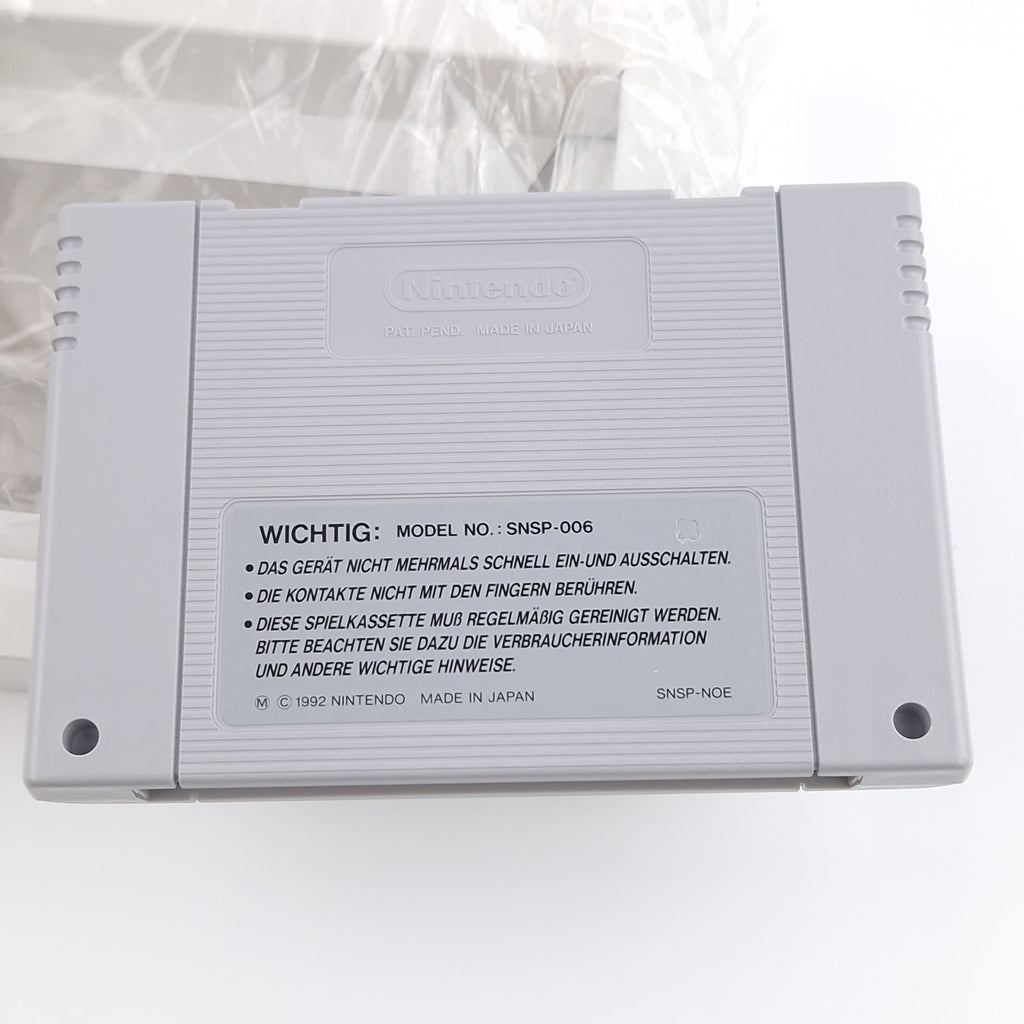 Nintendo®
PAT. PEND. MADE IN JAPAN
WICHTIG: MODEL NO.: SNSP-006
• DAS GERÄT NICHT MEHRMALS SCHNELL EIN-UND AUSSCHALTEN.
• DIE KONTAKTE NICHT MIT DEN FINGERN BERÜHREN.
• DIESE SPIELKASSETTE MUß REGELMÄßIG GEREINIGT WERDEN.
BITTE BEACHTEN SIE DAZU DIE VERBRAUCHERINFORMATION
UND ANDERE WICHTIGE HINWEISE.
Ⓜ © 1992 NINTENDO MADE IN JAPAN SNSP-NOE